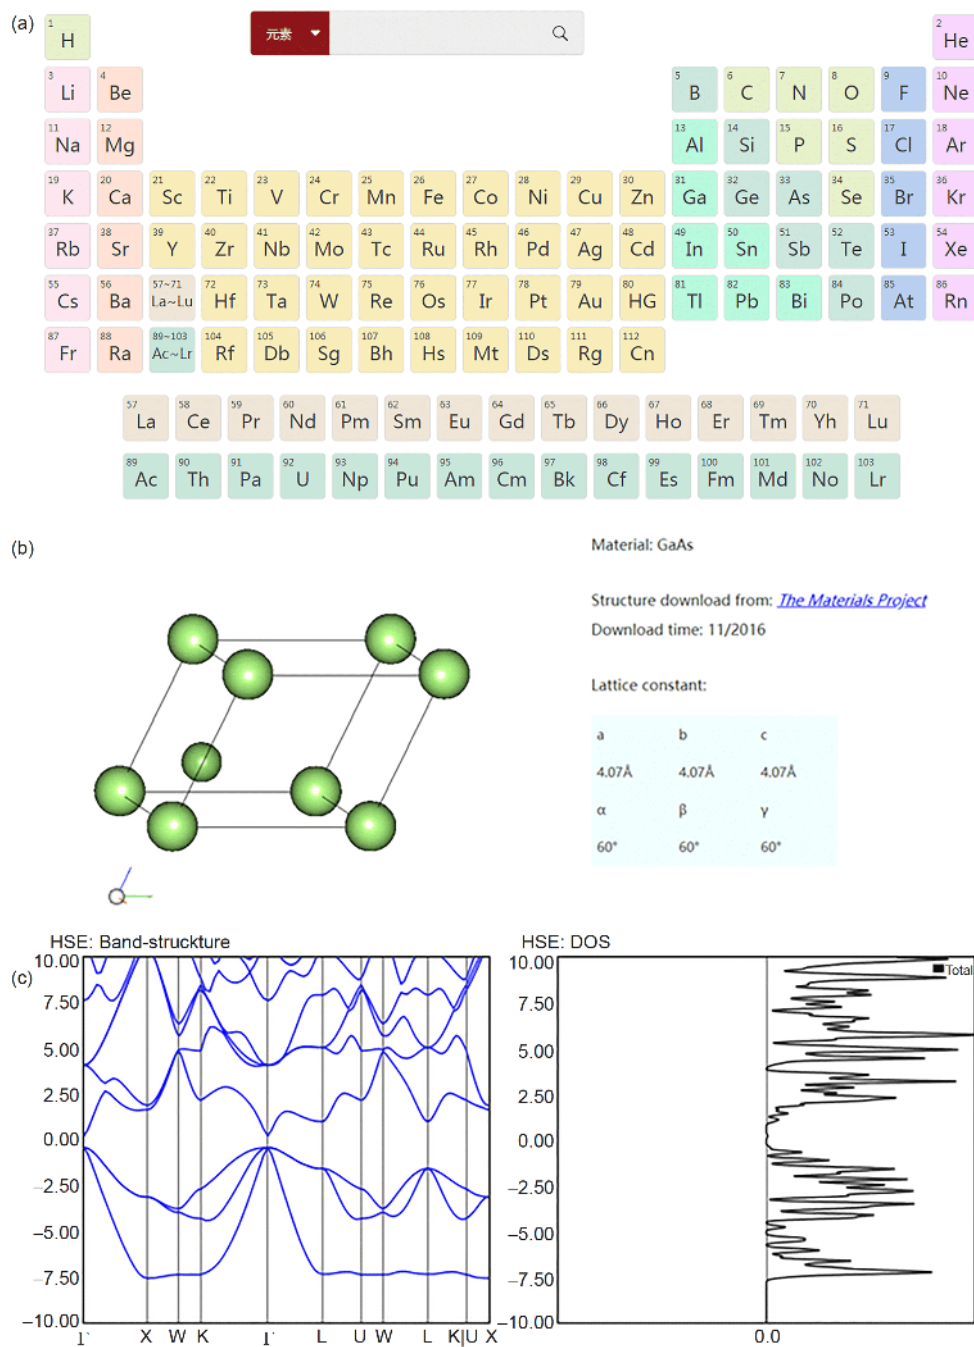 (a)
元素
1 H
2 He
3 Li
4 Be
5 B
6 C
7 N
8 O
9 F
10 Ne
11 Na
12 Mg
13 Al
14 Si
15 P
16 S
17 Cl
18 Ar
19 K
20 Ca
21 Sc
22 Ti
23 V
24 Cr
25 Mn
26 Fe
27 Co
28 Ni
29 Cu
30 Zn
31 Ga
32 Ge
33 As
34 Se
35 Br
36 Kr
37 Rb
38 Sr
39 Y
40 Zr
41 Nb
42 Mo
43 Tc
44 Ru
45 Rh
46 Pd
47 Ag
48 Cd
49 In
50 Sn
51 Sb
52 Te
53 I
54 Xe
55 Cs
56 Ba
57~71 La~Lu
72 Hf
73 Ta
74 W
75 Re
76 Os
77 Ir
78 Pt
79 Au
80 HG
81 Tl
82 Pb
83 Bi
84 Po
85 At
86 Rn
87 Fr
88 Ra
89~103 Ac~Lr
104 Rf
105 Db
106 Sg
107 Bh
108 Hs
109 Mt
110 Ds
111 Rg
112 Cn
57 La
58 Ce
59 Pr
60 Nd
61 Pm
62 Sm
63 Eu
64 Gd
65 Tb
66 Dy
67 Ho
68 Er
69 Tm
70 Yh
71 Lu
89 Ac
90 Th
91 Pa
92 U
93 Np
94 Pu
95 Am
96 Cm
97 Bk
98 Cf
99 Es
100 Fm
101 Md
102 No
103 Lr
(b)
Material: GaAs
Structure download from: The Materials Project
Download time: 11/2016
Lattice constant:
a b c
4.07Å 4.07Å 4.07Å
α β γ
60° 60° 60°
(c)
HSE: Band-struckture
10.00
7.50
5.00
2.50
0.00
−2.50
−5.00
−7.50
−10.00
Γ X W K Γ L U W L K|U X
HSE: DOS
Total
10.00
7.50
5.00
2.50
0.00
−2.50
−5.00
−7.50
−10.00
0.0